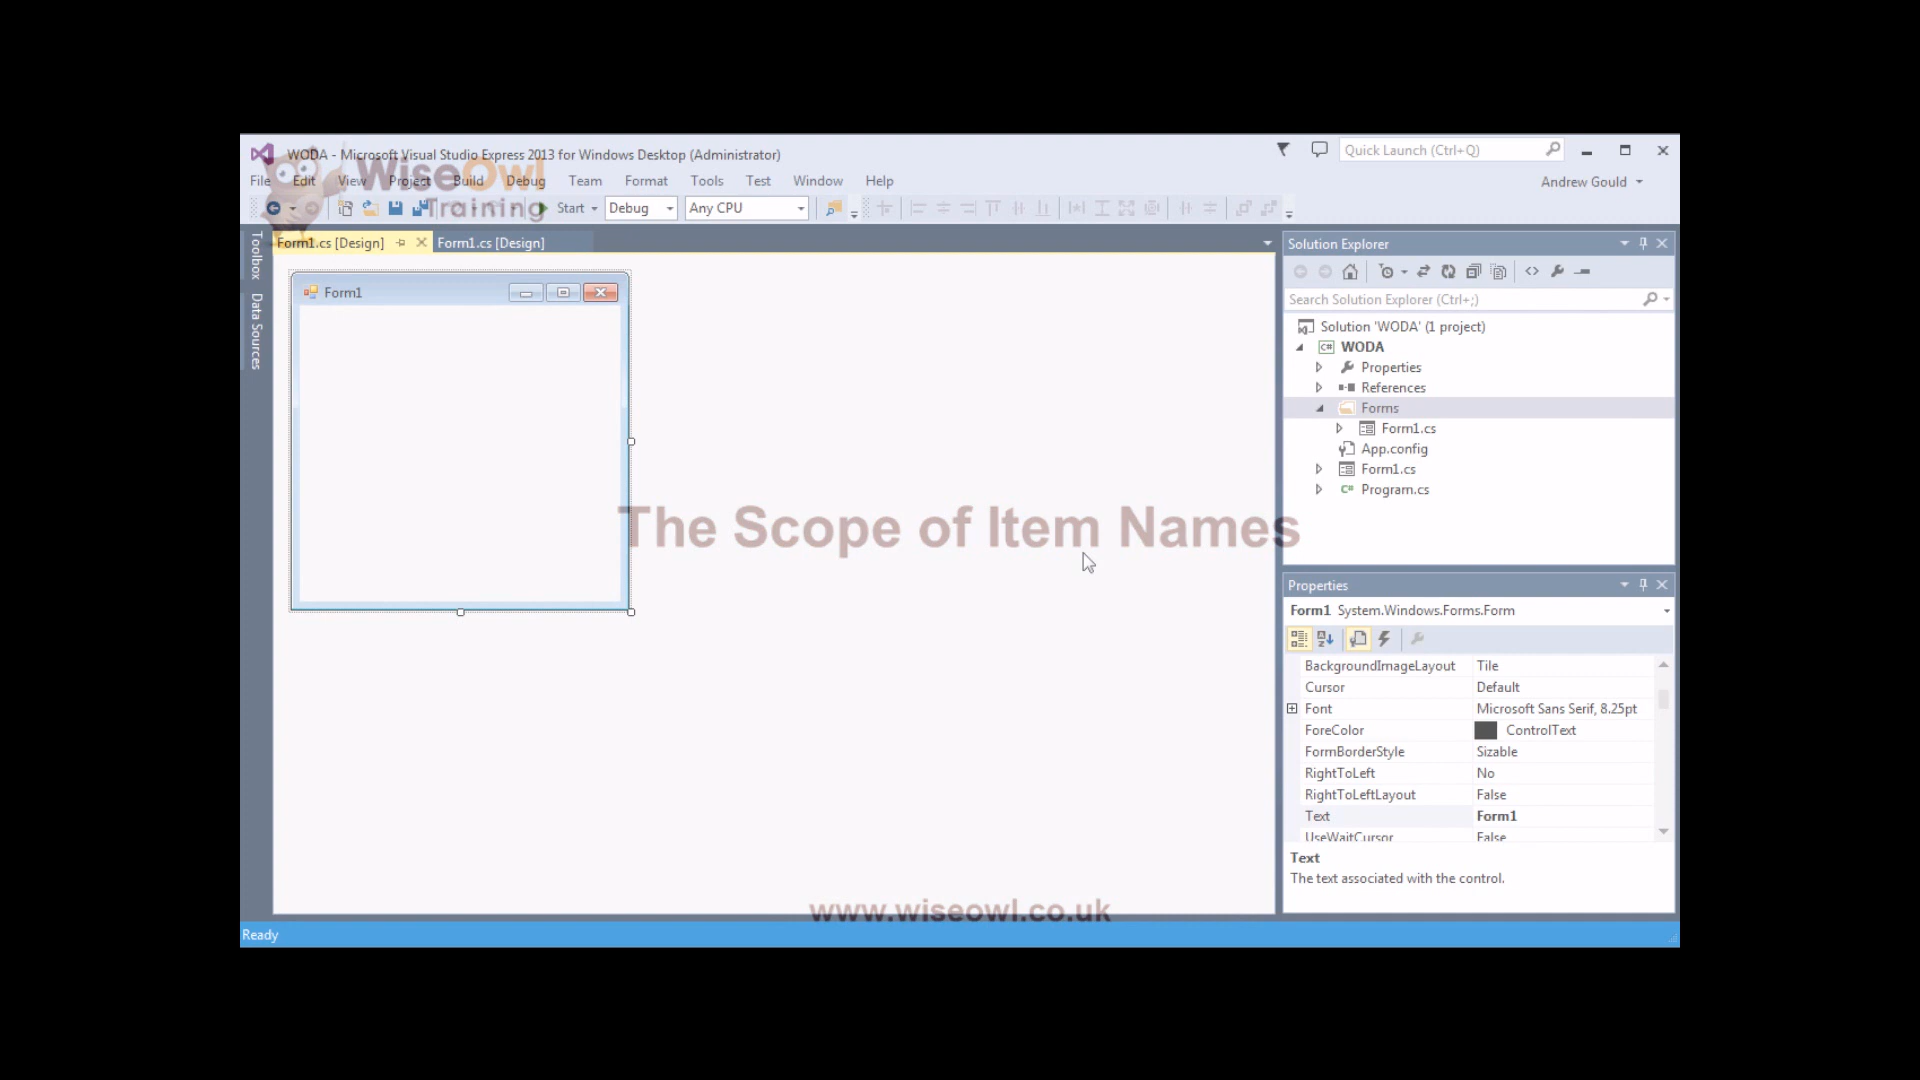 WODA - Microsoft Visual Studio Express 2013 for Windows Desktop (Administrator)
Quick Launch (Ctrl+Q)
WiseOwl
Training
File Edit View Project Build Debug Team Format Tools Test Window Help
Andrew Gould
Start Debug Any CPU
Toolbox
Data Sources
Form1.cs [Design] Form1.cs [Design]
Form1
Solution Explorer
Search Solution Explorer (Ctrl+;)
Solution 'WODA' (1 project)
C# WODA
Properties
References
Forms
Form1.cs
App.config
Form1.cs
C# Program.cs
The Scope of Item Names
Properties
Form1 System.Windows.Forms.Form
BackgroundImageLayout Tile
Cursor Default
Font Microsoft Sans Serif, 8.25pt
ForeColor ControlText
FormBorderStyle Sizable
RightToLeft No
RightToLeftLayout False
Text Form1
UseWaitCursor False
Text
The text associated with the control.
www.wiseowl.co.uk
Ready